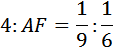 4: AF = 1/9 : 1/6